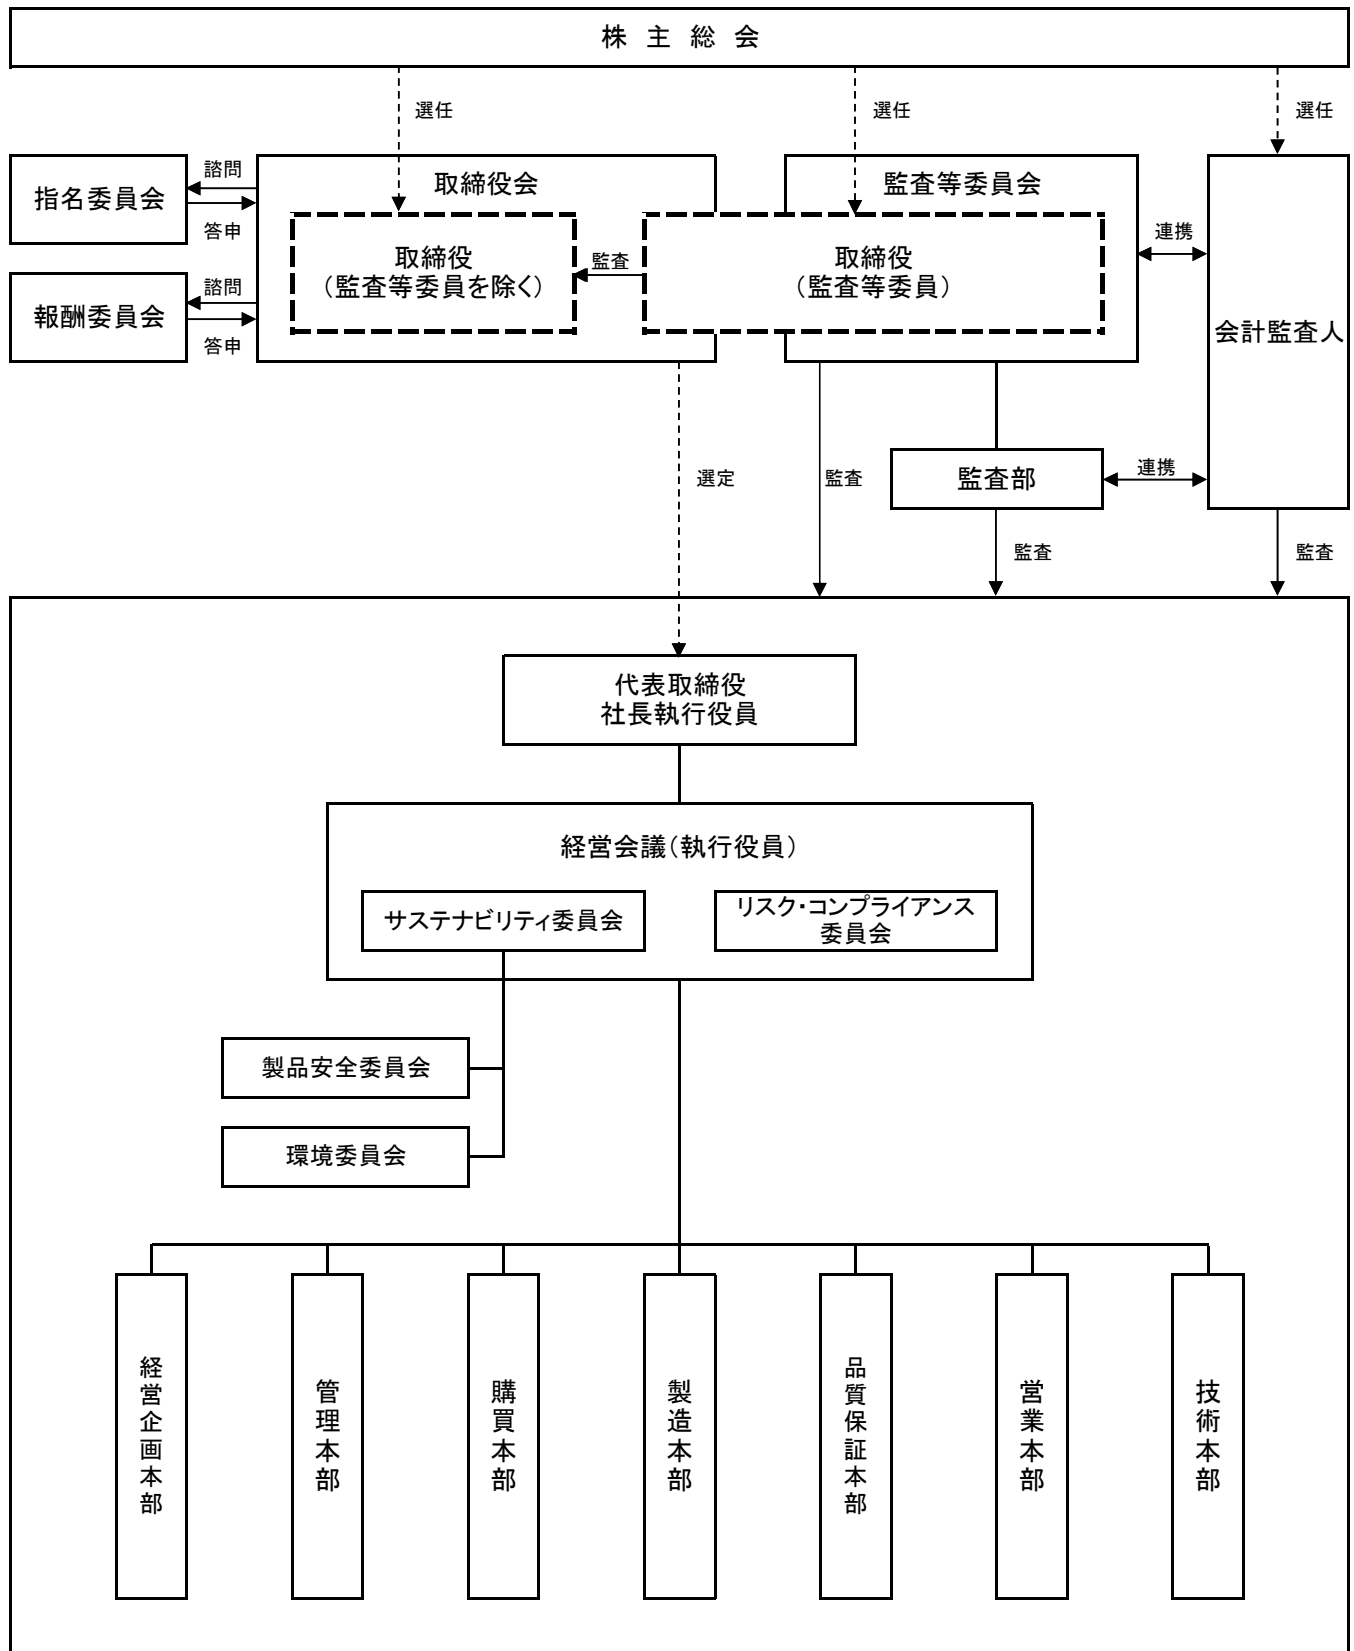 株主総会
選任
選任
選任
指名委員会
諮問
答申
報酬委員会
諮問
答申
取締役会
取締役
（監査等委員を除く）
監査
監査等委員会
取締役
（監査等委員）
連携
会計監査人
選定
監査
監査部
連携
監査
監査
代表取締役
社長執行役員
経営会議（執行役員）
サステナビリティ委員会
リスク・コンプライアンス
委員会
製品安全委員会
環境委員会
経営企画本部
管理本部
購買本部
製造本部
品質保証本部
営業本部
技術本部